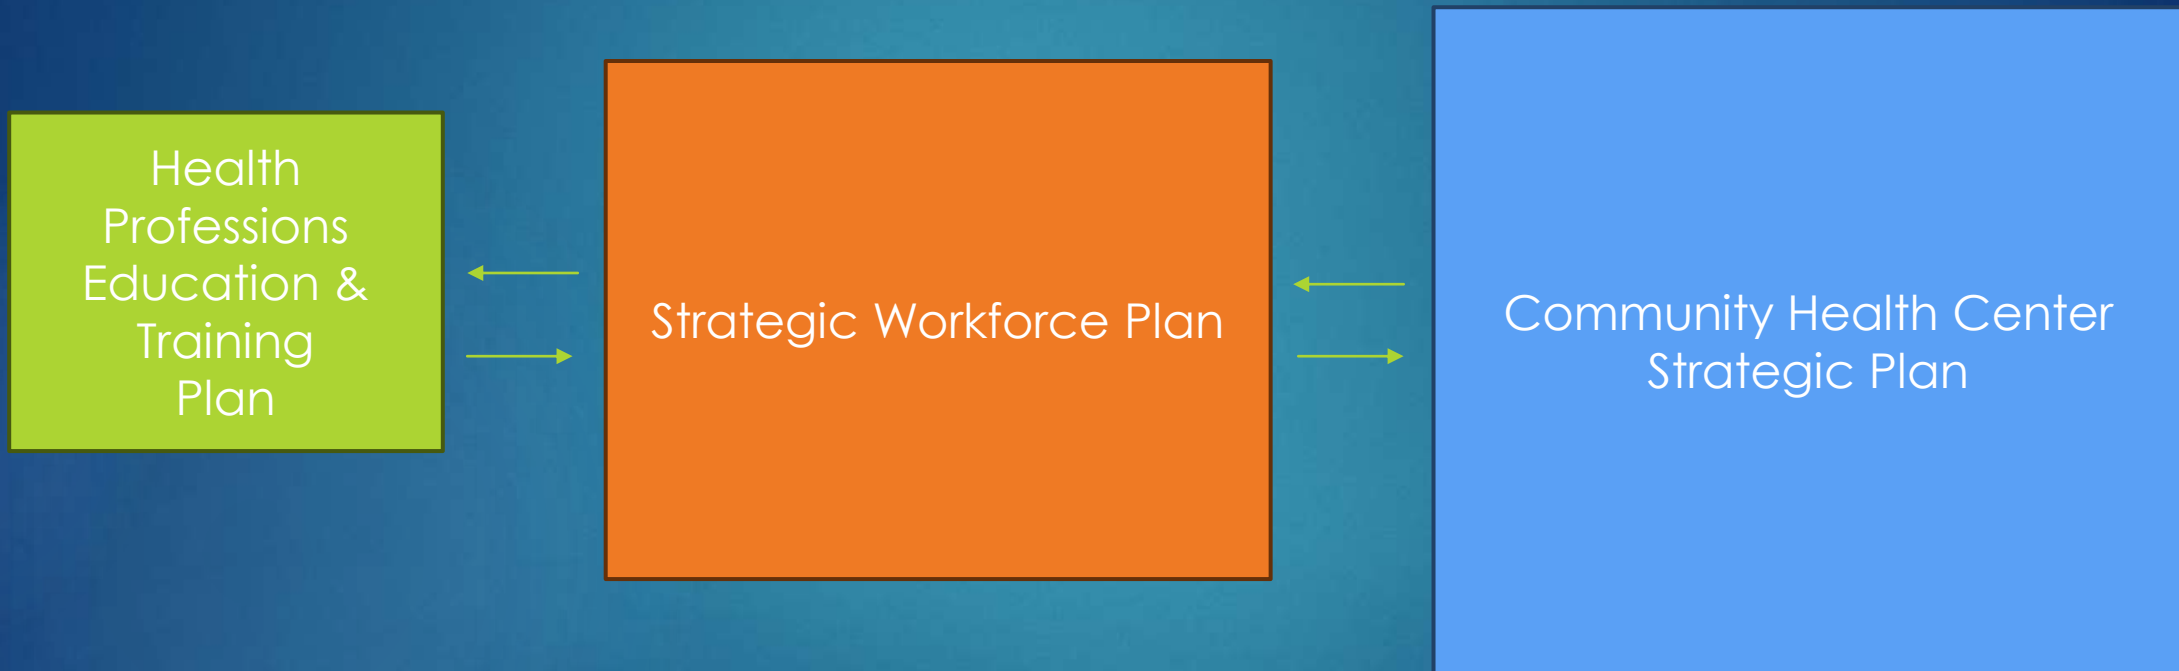 Health
Professions
Education &
Training
Plan
Strategic Workforce Plan
Community Health Center
Strategic Plan